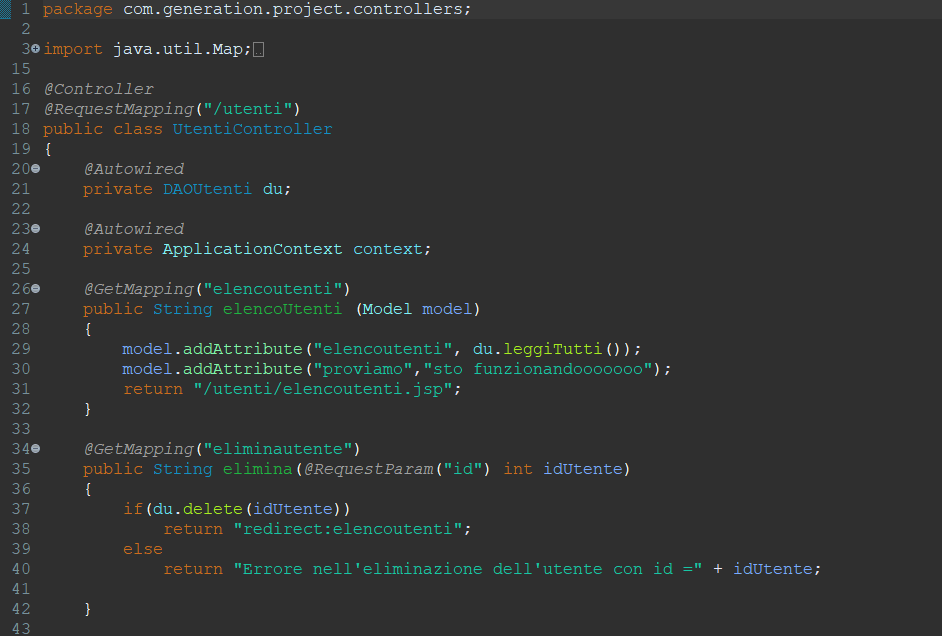 1 package com.generation.project.controllers;
2
3 import java.util.Map;
15
16 @Controller
17 @RequestMapping("/utenti")
18 public class UtentiController
19 {
20     @Autowired
21     private DAOUtenti du;
22
23     @Autowired
24     private ApplicationContext context;
25
26     @GetMapping("elencoutenti")
27     public String elencoUtenti (Model model)
28     {
29         model.addAttribute("elencoutenti", du.leggiTutti());
30         model.addAttribute("proviamo","sto funzionandooooooo");
31         return "/utenti/elencoutenti.jsp";
32     }
33
34     @GetMapping("eliminautente")
35     public String elimina(@RequestParam("id") int idUtente)
36     {
37         if(du.delete(idUtente))
38             return "redirect:elencoutenti";
39         else
40             return "Errore nell'eliminazione dell'utente con id =" + idUtente;
41
42     }
43